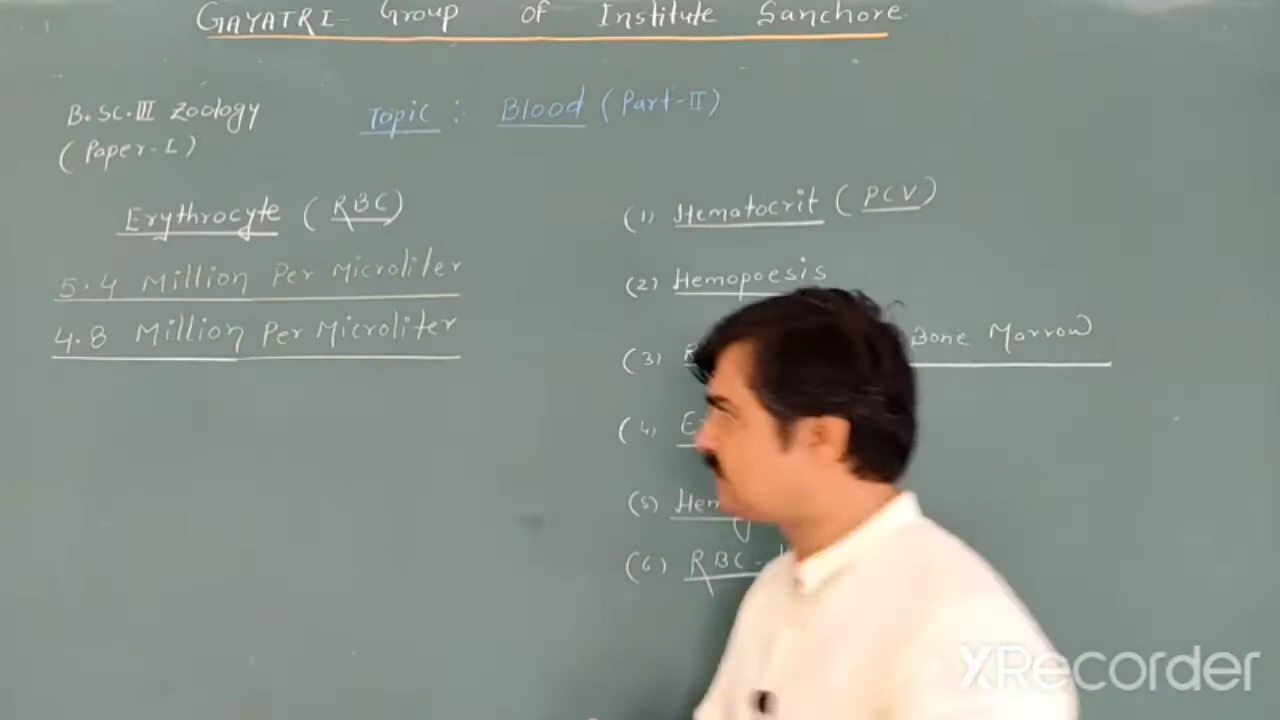 GAYATRI Group of Institute Sanchore.
B.Sc.III Zoology
(Paper-I)
Topic :- Blood (Part-II)
Erythrocyte (RBC)
5.4 Million Per Microliter
4.8 Million Per Microliter
(1) Hematocrit (PCV)
(2) Hemopoesis
(3) Bone Marrow
(4)
(5)
(6) RBC-
XRecorder